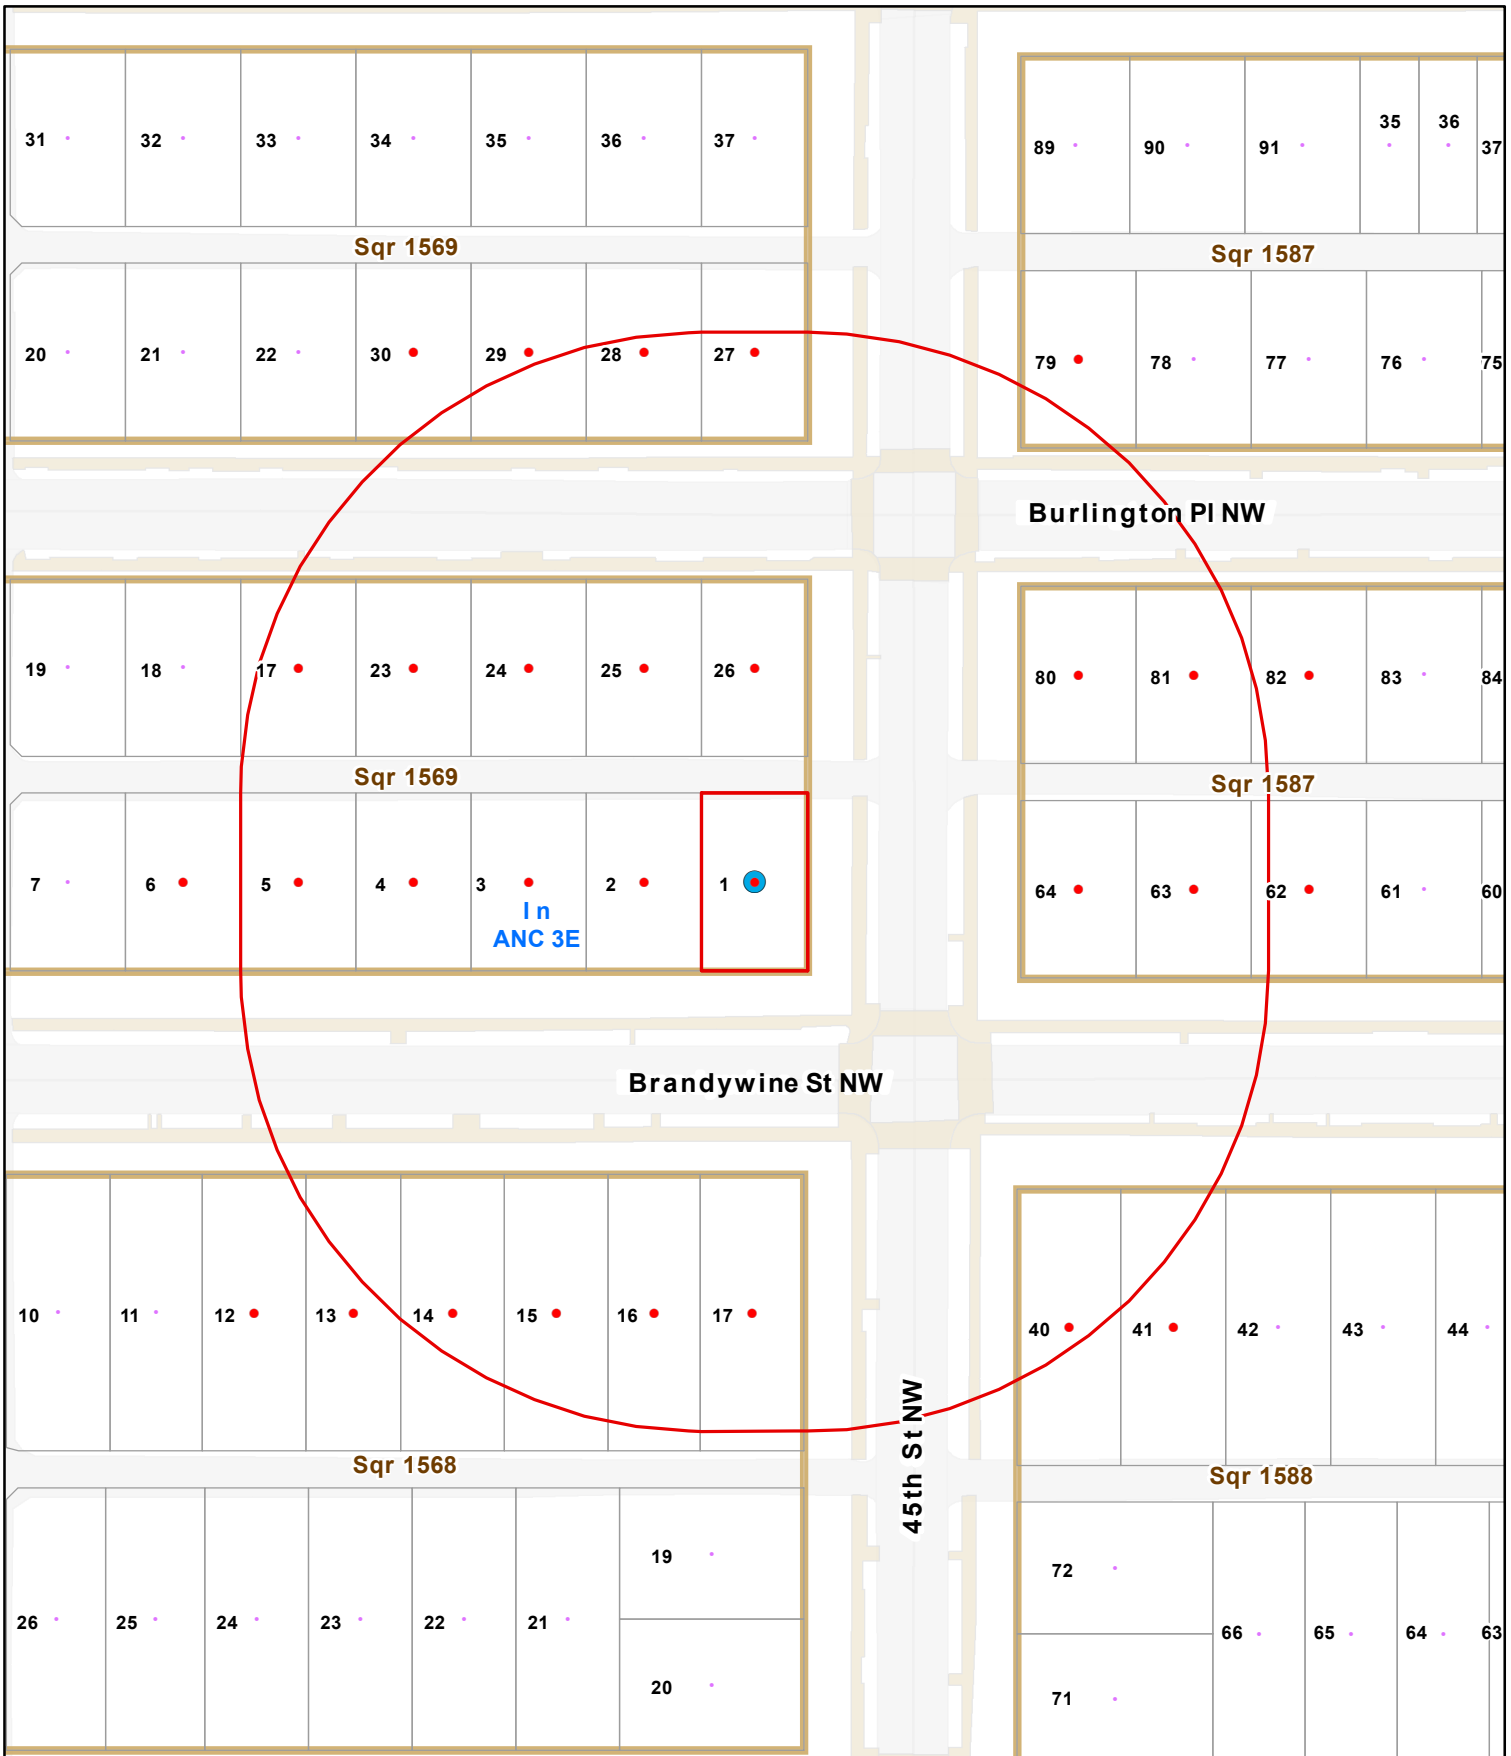 31 32 33 34 35 36 37
89 90 91 35 36 37
Sqr 1569
Sqr 1587
20 21 22 30 29 28 27
79 78 77 76 75
Burlington Pl NW
19 18 17 23 24 25 26
80 81 82 83 84
Sqr 1569
Sqr 1587
7 6 5 4 3 2 1
64 63 62 61 60
In
ANC 3E
Brandywine St NW
10 11 12 13 14 15 16 17
40 41 42 43 44
45th St NW
Sqr 1568
Sqr 1588
26 25 24 23 22 21 19
20
72
71
66 65 64 63